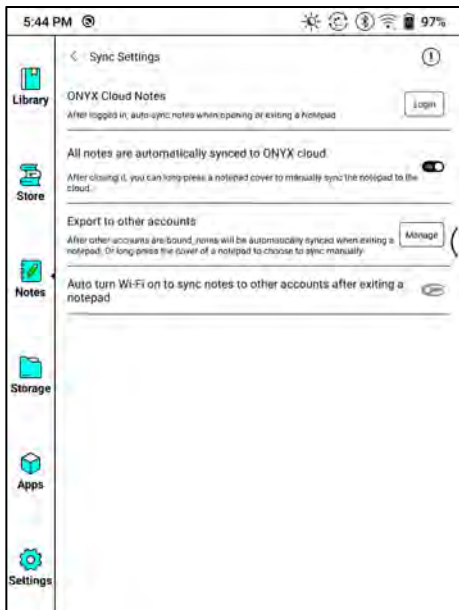 5:44 PM 97%
Sync Settings
Library
ONYX Cloud Notes
Login
After logged in, auto-sync notes when opening or exiting a notepad
All notes are automatically synced to ONYX cloud
After closing it, you can long-press a notepad cover to manually sync the notepad to the
cloud.
Store
Export to other accounts
Manage
After other accounts are bound, notes will be automatically synced when exiting a
notepad. Or long-press the cover of a notepad to choose to sync manually
Notes
Auto turn Wi-Fi on to sync notes to other accounts after exiting a
notepad
Storage
Apps
Settings